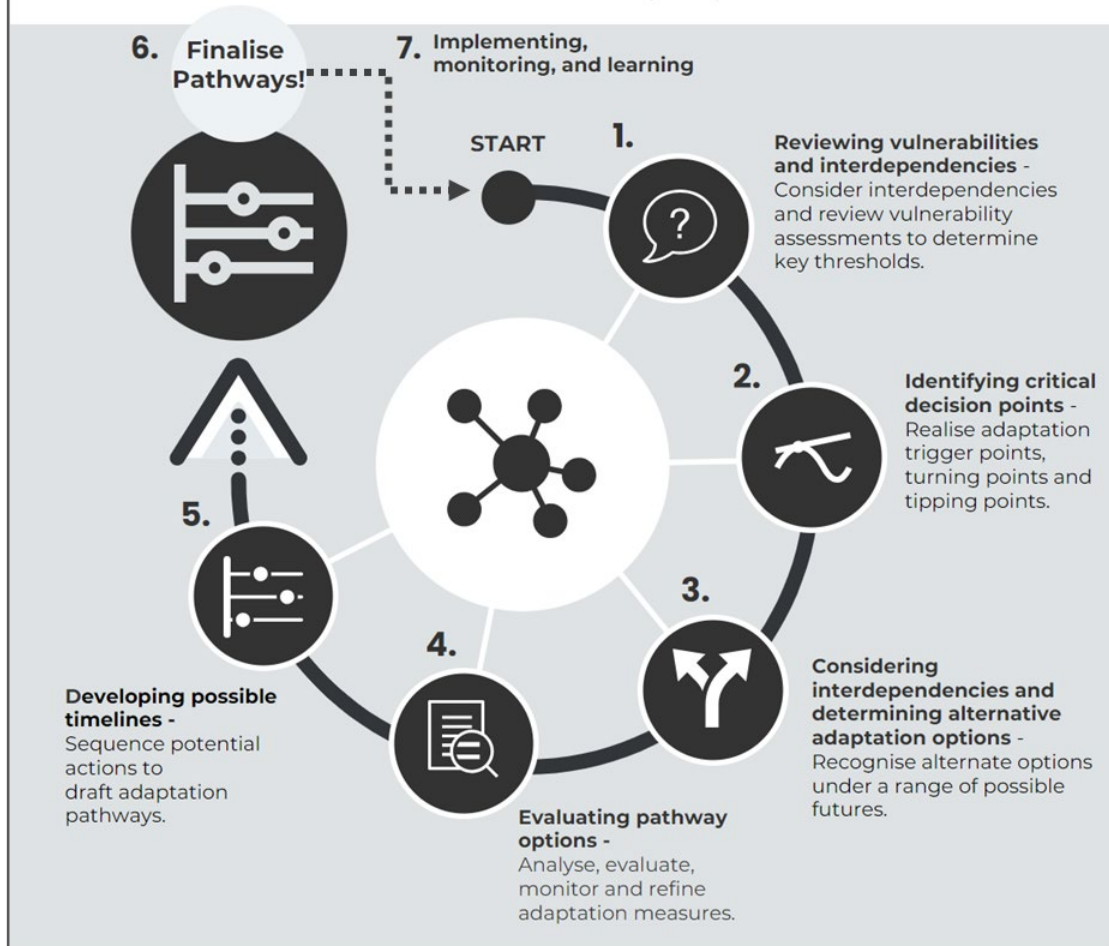 6. Finalise
Pathways!
7. Implementing,
monitoring, and learning
START
1.
Reviewing vulnerabilities
and interdependencies -
Consider interdependencies
and review vulnerability
assessments to determine
key thresholds.
?
2.
Identifying critical
decision points -
Realise adaptation
trigger points,
turning points and
tipping points.
3.
Considering
interdependencies and
determining alternative
adaptation options -
Recognise alternate options
under a range of possible
futures.
4.
Evaluating pathway
options -
Analyse, evaluate,
monitor and refine
adaptation measures.
5.
Developing possible
timelines -
Sequence potential
actions to
draft adaptation
pathways.